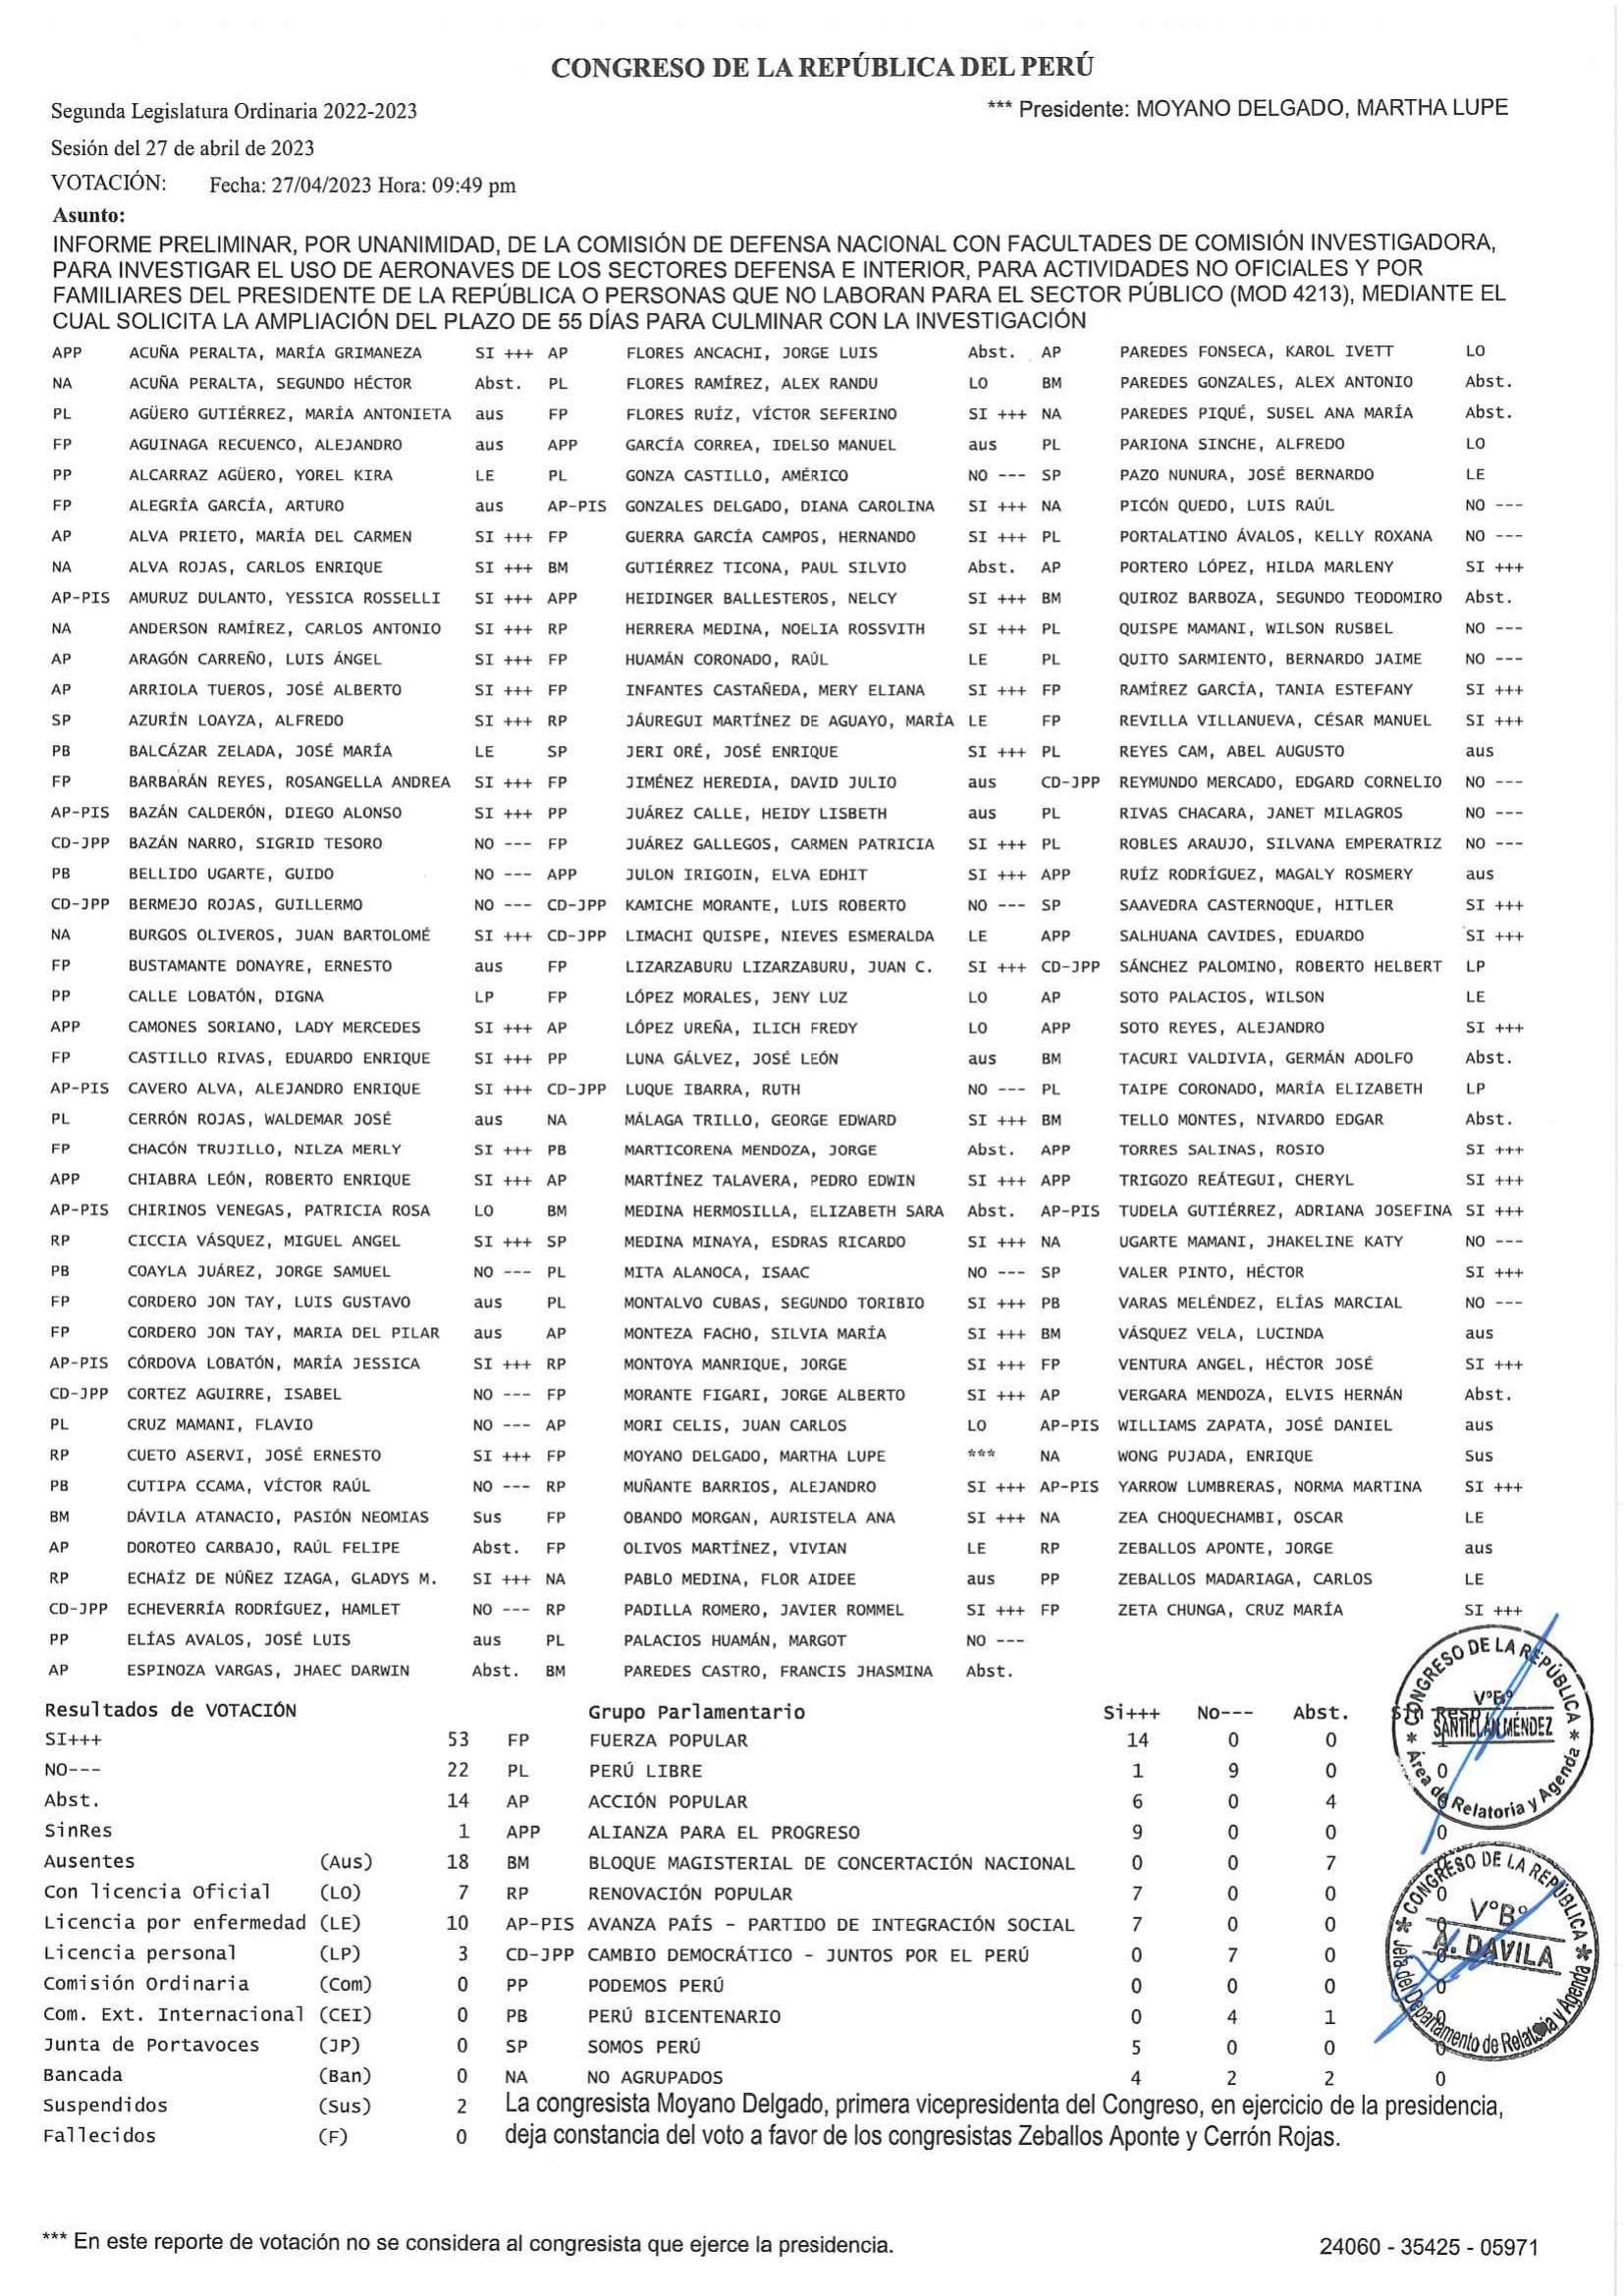 CONGRESO DE LA REPÚBLICA DEL PERÚ
Segunda Legislatura Ordinaria 2022-2023 *** Presidente: MOYANO DELGADO, MARTHA LUPE
Sesión del 27 de abril de 2023
VOTACIÓN: Fecha: 27/04/2023 Hora: 09:49 pm
Asunto:
INFORME PRELIMINAR, POR UNANIMIDAD, DE LA COMISIÓN DE DEFENSA NACIONAL CON FACULTADES DE COMISIÓN INVESTIGADORA,
PARA INVESTIGAR EL USO DE AERONAVES DE LOS SECTORES DEFENSA E INTERIOR, PARA ACTIVIDADES NO OFICIALES Y POR
FAMILIARES DEL PRESIDENTE DE LA REPÚBLICA O PERSONAS QUE NO LABORAN PARA EL SECTOR PÚBLICO (MOD 4213), MEDIANTE EL
CUAL SOLICITA LA AMPLIACIÓN DEL PLAZO DE 55 DÍAS PARA CULMINAR CON LA INVESTIGACIÓN
APP ACUÑA PERALTA, MARÍA GRIMANEZA SI +++ AP FLORES ANCACHI, JORGE LUIS Abst. AP PAREDES FONSECA, KAROL IVETT LO
NA ACUÑA PERALTA, SEGUNDO HÉCTOR Abst. PL FLORES RAMÍREZ, ALEX RANDU LO BM PAREDES GONZALES, ALEX ANTONIO Abst.
PL AGÜERO GUTIÉRREZ, MARÍA ANTONIETA aus FP FLORES RUÍZ, VÍCTOR SEFERINO SI +++ NA PAREDES PIQUÉ, SUSEL ANA MARÍA Abst.
FP AGUINAGA RECUENCO, ALEJANDRO aus APP GARCÍA CORREA, IDELSO MANUEL aus PL PARIONA SINCHE, ALFREDO LO
PP ALCARRAZ AGÜERO, YOREL KIRA LE PL GONZA CASTILLO, AMÉRICO NO --- SP PAZO NUNURA, JOSÉ BERNARDO LE
FP ALEGRÍA GARCÍA, ARTURO aus AP-PIS GONZALES DELGADO, DIANA CAROLINA SI +++ NA PICÓN QUEDO, LUIS RAÚL NO ---
AP ALVA PRIETO, MARÍA DEL CARMEN SI +++ FP GUERRA GARCÍA CAMPOS, HERNANDO SI +++ PL PORTALATINO ÁVALOS, KELLY ROXANA NO ---
NA ALVA ROJAS, CARLOS ENRIQUE SI +++ BM GUTIÉRREZ TICONA, PAUL SILVIO Abst. AP PORTERO LÓPEZ, HILDA MARLENY SI +++
AP-PIS AMURUZ DULANTO, YESSICA ROSSELLI SI +++ APP HEIDINGER BALLESTEROS, NELCY SI +++ BM QUIROZ BARBOZA, SEGUNDO TEODOMIRO Abst.
NA ANDERSON RAMÍREZ, CARLOS ANTONIO SI +++ RP HERRERA MEDINA, NOELIA ROSSVITH SI +++ PL QUISPE MAMANI, WILSON RUSBEL NO ---
AP ARAGÓN CARREÑO, LUIS ÁNGEL SI +++ FP HUAMÁN CORONADO, RAÚL LE PL QUITO SARMIENTO, BERNARDO JAIME NO ---
AP ARRIOLA TUEROS, JOSÉ ALBERTO SI +++ FP INFANTES CASTAÑEDA, MERY ELIANA SI +++ FP RAMÍREZ GARCÍA, TANIA ESTEFANY SI +++
SP AZURÍN LOAYZA, ALFREDO SI +++ RP JÁUREGUI MARTÍNEZ DE AGUAYO, MARÍA LE FP REVILLA VILLANUEVA, CÉSAR MANUEL SI +++
PB BALCÁZAR ZELADA, JOSÉ MARÍA LE SP JERI ORÉ, JOSÉ ENRIQUE SI +++ PL REYES CAM, ABEL AUGUSTO aus
FP BARBARÁN REYES, ROSANGELLA ANDREA SI +++ FP JIMÉNEZ HEREDIA, DAVID JULIO aus CD-JPP REYMUNDO MERCADO, EDGARD CORNELIO NO ---
AP-PIS BAZÁN CALDERÓN, DIEGO ALONSO SI +++ PP JUÁREZ CALLE, HEIDY LISBETH aus PL RIVAS CHACARA, JANET MILAGROS NO ---
CD-JPP BAZÁN NARRO, SIGRID TESORO NO --- FP JUÁREZ GALLEGOS, CARMEN PATRICIA SI +++ PL ROBLES ARAUJO, SILVANA EMPERATRIZ NO ---
PB BELLIDO UGARTE, GUIDO NO --- APP JULON IRIGOIN, ELVA EDHIT SI +++ APP RUÍZ RODRÍGUEZ, MAGALY ROSMERY aus
CD-JPP BERMEJO ROJAS, GUILLERMO NO --- CD-JPP KAMICHE MORANTE, LUIS ROBERTO NO --- SP SAAVEDRA CASTERNOQUE, HITLER SI +++
NA BURGOS OLIVEROS, JUAN BARTOLOMÉ SI +++ CD-JPP LIMACHI QUISPE, NIEVES ESMERALDA LE APP SALHUANA CAVIDES, EDUARDO SI +++
FP BUSTAMANTE DONAYRE, ERNESTO aus FP LIZARZABURU LIZARZABURU, JUAN C. SI +++ CD-JPP SÁNCHEZ PALOMINO, ROBERTO HELBERT LP
PP CALLE LOBATÓN, DIGNA LP FP LÓPEZ MORALES, JENY LUZ LO AP SOTO PALACIOS, WILSON LE
APP CAMONES SORIANO, LADY MERCEDES SI +++ AP LÓPEZ UREÑA, ILICH FREDY LO APP SOTO REYES, ALEJANDRO SI +++
FP CASTILLO RIVAS, EDUARDO ENRIQUE SI +++ PP LUNA GÁLVEZ, JOSÉ LEÓN aus BM TACURI VALDIVIA, GERMÁN ADOLFO Abst.
AP-PIS CAVERO ALVA, ALEJANDRO ENRIQUE SI +++ CD-JPP LUQUE IBARRA, RUTH NO --- PL TAIPE CORONADO, MARÍA ELIZABETH LP
PL CERRÓN ROJAS, WALDEMAR JOSÉ aus NA MÁLAGA TRILLO, GEORGE EDWARD SI +++ BM TELLO MONTES, NIVARDO EDGAR Abst.
FP CHACÓN TRUJILLO, NILZA MERLY SI +++ PB MARTICORENA MENDOZA, JORGE Abst. APP TORRES SALINAS, ROSIO SI +++
APP CHIABRA LEÓN, ROBERTO ENRIQUE SI +++ AP MARTÍNEZ TALAVERA, PEDRO EDWIN SI +++ APP TRIGOZO REÁTEGUI, CHERYL SI +++
AP-PIS CHIRINOS VENEGAS, PATRICIA ROSA LO BM MEDINA HERMOSILLA, ELIZABETH SARA Abst. AP-PIS TUDELA GUTIÉRREZ, ADRIANA JOSEFINA SI +++
RP CICCIA VÁSQUEZ, MIGUEL ANGEL SI +++ SP MEDINA MINAYA, ESDRAS RICARDO SI +++ NA UGARTE MAMANI, JHAKELINE KATY NO ---
PB COAYLA JUÁREZ, JORGE SAMUEL NO --- PL MITA ALANOCA, ISAAC NO --- SP VALER PINTO, HÉCTOR SI +++
FP CORDERO JON TAY, LUIS GUSTAVO aus PL MONTALVO CUBAS, SEGUNDO TORIBIO SI +++ PB VARAS MELÉNDEZ, ELÍAS MARCIAL NO ---
FP CORDERO JON TAY, MARIA DEL PILAR aus AP MONTEZA FACHO, SILVIA MARÍA SI +++ BM VÁSQUEZ VELA, LUCINDA aus
AP-PIS CÓRDOVA LOBATÓN, MARÍA JESSICA SI +++ RP MONTOYA MANRIQUE, JORGE SI +++ FP VENTURA ANGEL, HÉCTOR JOSÉ SI +++
CD-JPP CORTEZ AGUIRRE, ISABEL NO --- FP MORANTE FIGARI, JORGE ALBERTO SI +++ AP VERGARA MENDOZA, ELVIS HERNÁN Abst.
PL CRUZ MAMANI, FLAVIO NO --- AP MORI CELIS, JUAN CARLOS LO AP-PIS WILLIAMS ZAPATA, JOSÉ DANIEL aus
RP CUETO ASERVI, JOSÉ ERNESTO SI +++ FP MOYANO DELGADO, MARTHA LUPE *** NA WONG PUJADA, ENRIQUE Sus
PB CUTIPA CCAMA, VÍCTOR RAÚL NO --- RP MUÑANTE BARRIOS, ALEJANDRO SI +++ AP-PIS YARROW LUMBRERAS, NORMA MARTINA SI +++
BM DÁVILA ATANACIO, PASIÓN NEOMIAS Sus FP OBANDO MORGAN, AURISTELA ANA SI +++ NA ZEA CHOQUECHAMBI, OSCAR LE
AP DOROTEO CARBAJO, RAÚL FELIPE Abst. FP OLIVOS MARTÍNEZ, VIVIAN LE RP ZEBALLOS APONTE, JORGE aus
RP ECHAÍZ DE NÚÑEZ IZAGA, GLADYS M. SI +++ NA PABLO MEDINA, FLOR AIDEE aus PP ZEBALLOS MADARIAGA, CARLOS LE
CD-JPP ECHEVERRÍA RODRÍGUEZ, HAMLET NO --- RP PADILLA ROMERO, JAVIER ROMMEL SI +++ FP ZETA CHUNGA, CRUZ MARÍA SI +++
PP ELÍAS AVALOS, JOSÉ LUIS aus PL PALACIOS HUAMÁN, MARGOT NO ---
AP ESPINOZA VARGAS, JHAEC DARWIN Abst. BM PAREDES CASTRO, FRANCIS JHASMINA Abst.
Resultados de VOTACIÓN Grupo Parlamentario Si+++ No--- Abst. Sin Resp.
SI+++ 53 FP FUERZA POPULAR 14 0 0 1
NO--- 22 PL PERÚ LIBRE 1 9 0 0
Abst. 14 AP ACCIÓN POPULAR 6 0 4 0
SinRes 1 APP ALIANZA PARA EL PROGRESO 9 0 0 0
Ausentes (Aus) 18 BM BLOQUE MAGISTERIAL DE CONCERTACIÓN NACIONAL 0 0 7
Con licencia Oficial (LO) 7 RP RENOVACIÓN POPULAR 7 0 0 0
Licencia por enfermedad (LE) 10 AP-PIS AVANZA PAÍS - PARTIDO DE INTEGRACIÓN SOCIAL 7 0 0 0
Licencia personal (LP) 3 CD-JPP CAMBIO DEMOCRÁTICO - JUNTOS POR EL PERÚ 0 7 0 0
Comisión Ordinaria (Com) 0 PP PODEMOS PERÚ 0 0 0 0
Com. Ext. Internacional (CEI) 0 PB PERÚ BICENTENARIO 0 4 1 0
Junta de Portavoces (JP) 0 SP SOMOS PERÚ 5 0 0 0
Bancada (Ban) 0 NA NO AGRUPADOS 4 2 2 0
Suspendidos (Sus) 2 La congresista Moyano Delgado, primera vicepresidenta del Congreso, en ejercicio de la presidencia,
Fallecidos (F) 0 deja constancia del voto a favor de los congresistas Zeballos Aponte y Cerrón Rojas.
CONGRESO DE LA REPÚBLICA
V°B°
SANTILLÁN MÉNDEZ
Área de Relatoría y Agenda
CONGRESO DE LA REPÚBLICA
V°B°
A. DAVILA
Jefa del Departamento de Relatoría y Agenda
*** En este reporte de votación no se considera al congresista que ejerce la presidencia. 24060 - 35425 - 05971